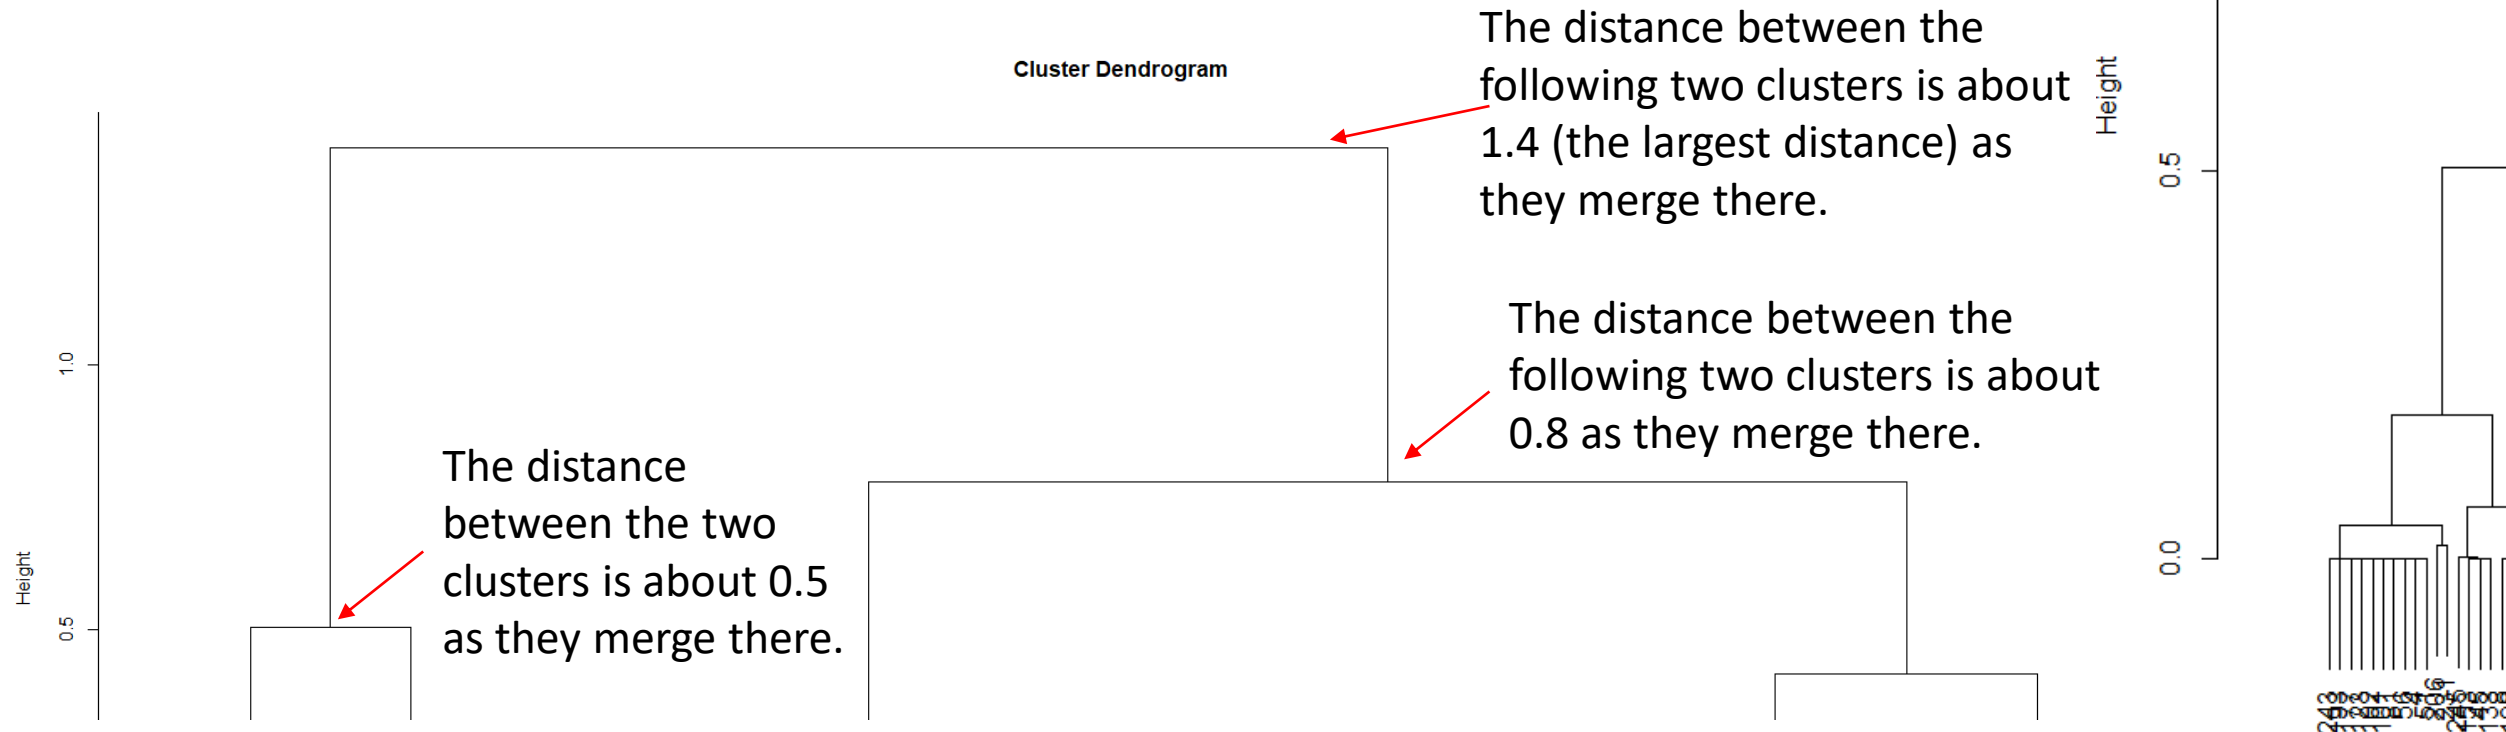 Cluster Dendrogram
The distance between the
following two clusters is about
1.4 (the largest distance) as
they merge there.
The distance between the
following two clusters is about
0.8 as they merge there.
The distance
between the two
clusters is about 0.5
as they merge there.
Height
1.0
0.5
Height
0.5
0.0